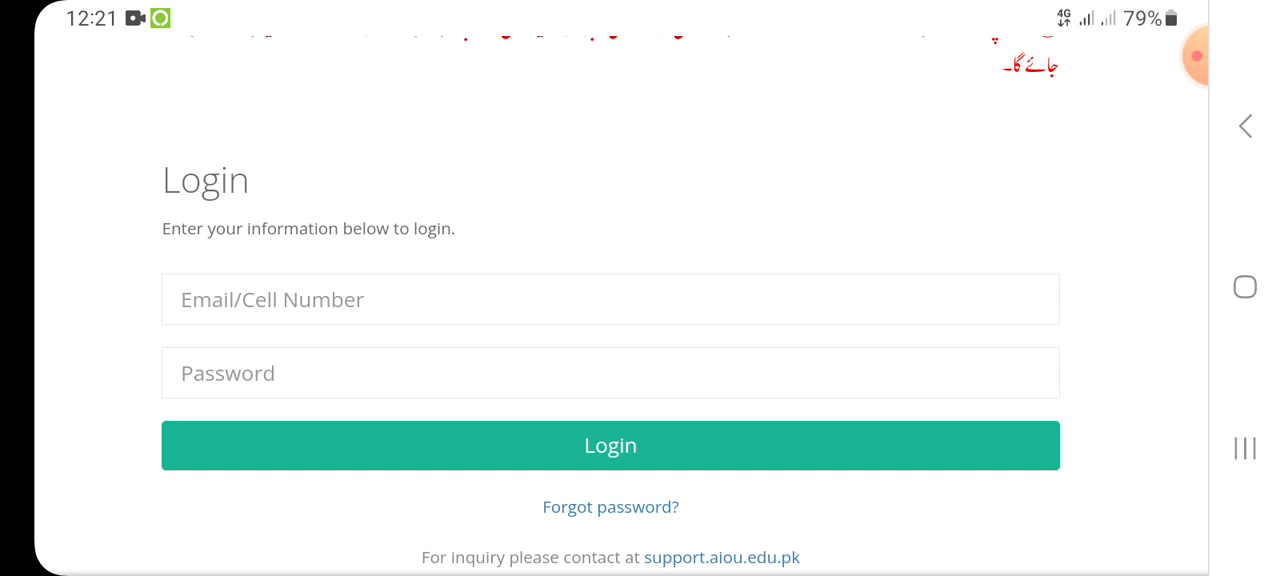 12:21 4G 79%
جائے گا۔
Login
Enter your information below to login.
Email/Cell Number
Password
Login
Forgot password?
For inquiry please contact at support.aiou.edu.pk